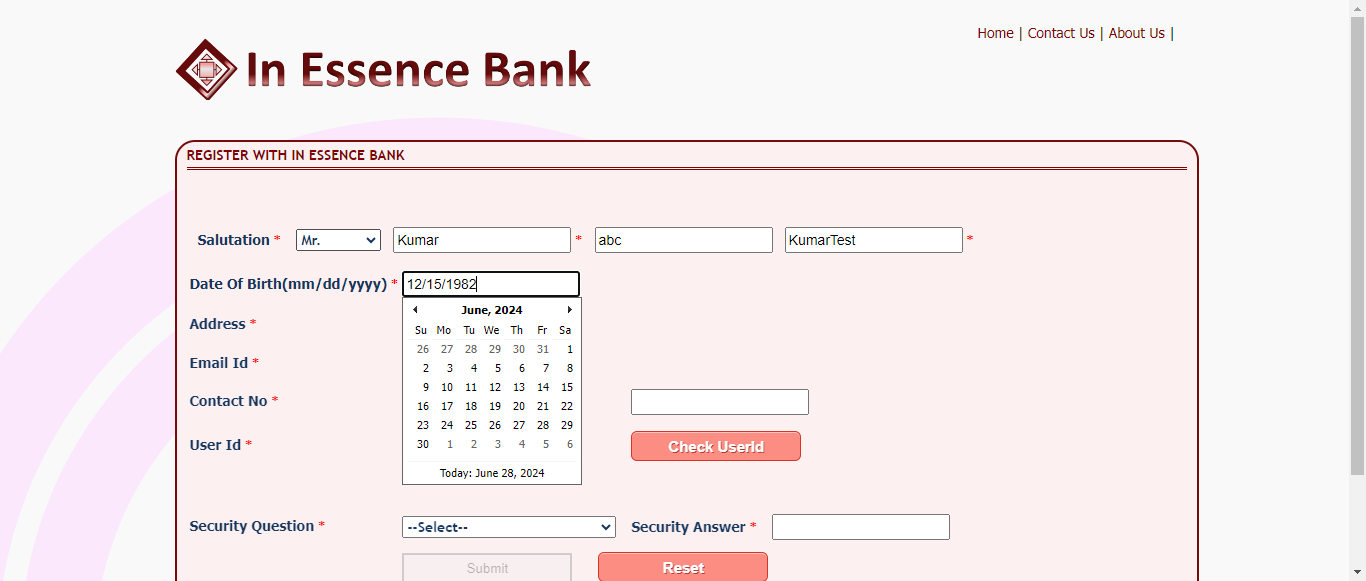 Home | Contact Us | About Us |
In Essence Bank
REGISTER WITH IN ESSENCE BANK
Salutation * Mr. Kumar * abc KumarTest *
Date Of Birth(mm/dd/yyyy) * 12/15/1982
June, 2024
Su Mo Tu We Th Fr Sa
26 27 28 29 30 31 1
2 3 4 5 6 7 8
9 10 11 12 13 14 15
16 17 18 19 20 21 22
23 24 25 26 27 28 29
30 1 2 3 4 5 6
Today: June 28, 2024
Address *
Email Id *
Contact No *
User Id * Check UserId
Security Question * --Select-- Security Answer *
Submit Reset